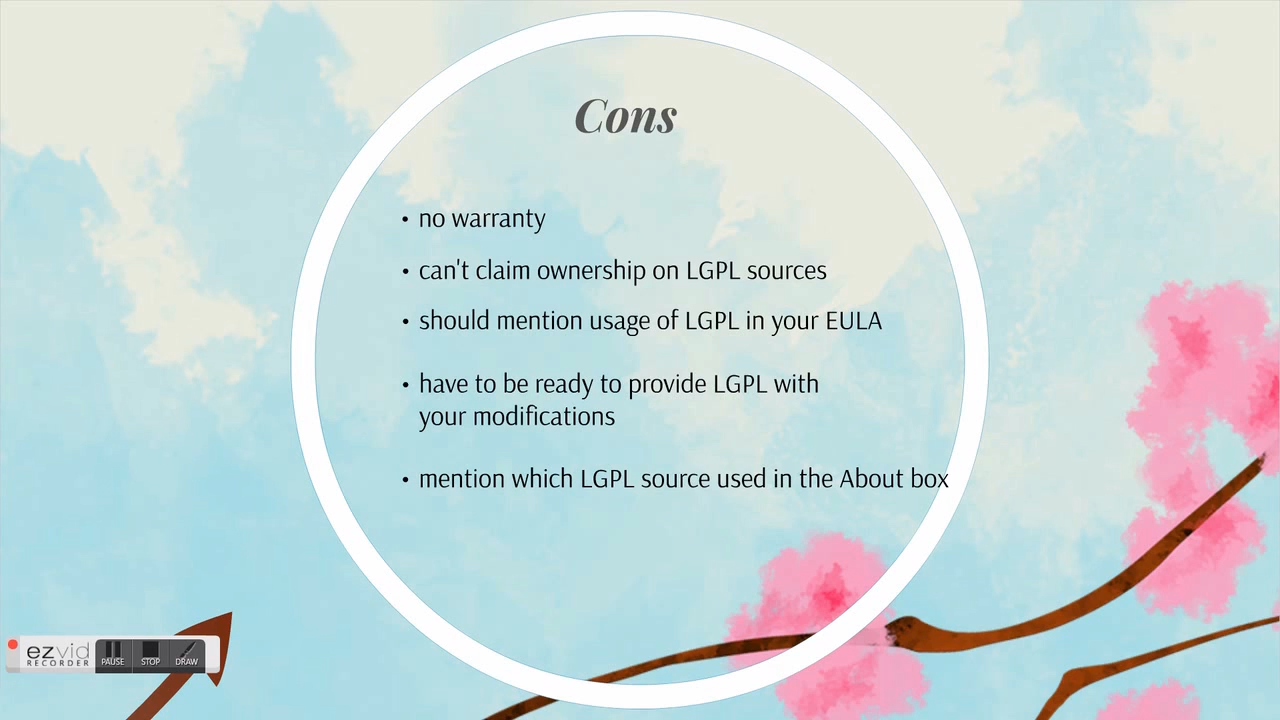 Cons
• no warranty
• can't claim ownership on LGPL sources
• should mention usage of LGPL in your EULA
• have to be ready to provide LGPL with
your modifications
• mention which LGPL source used in the About box
ezvid
RECORDER
PAUSE STOP DRAW